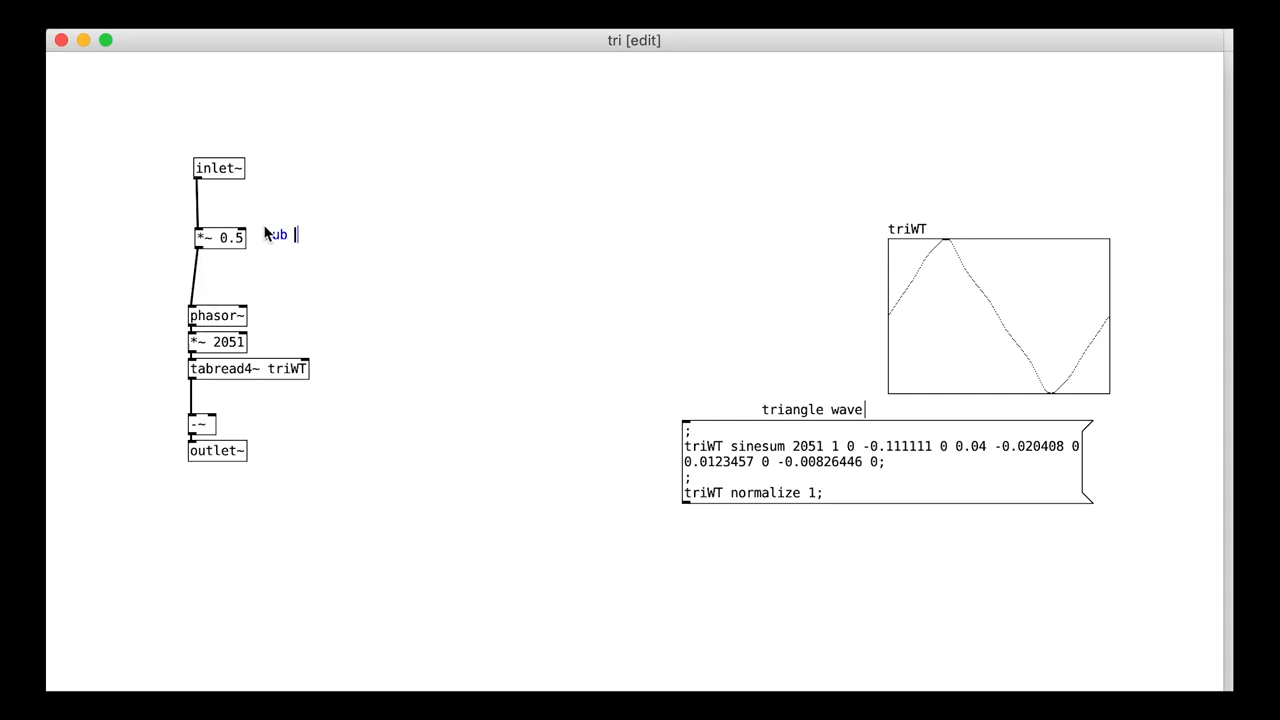 tri [edit]
inlet~
*~ 0.5
phasor~
*~ 2051
tabread4~ triWT
-~
outlet~
triWT
triangle wave
;
triWT sinesum 2051 1 0 -0.111111 0 0.04 -0.020408 0
0.0123457 0 -0.00826446 0;
;
triWT normalize 1;